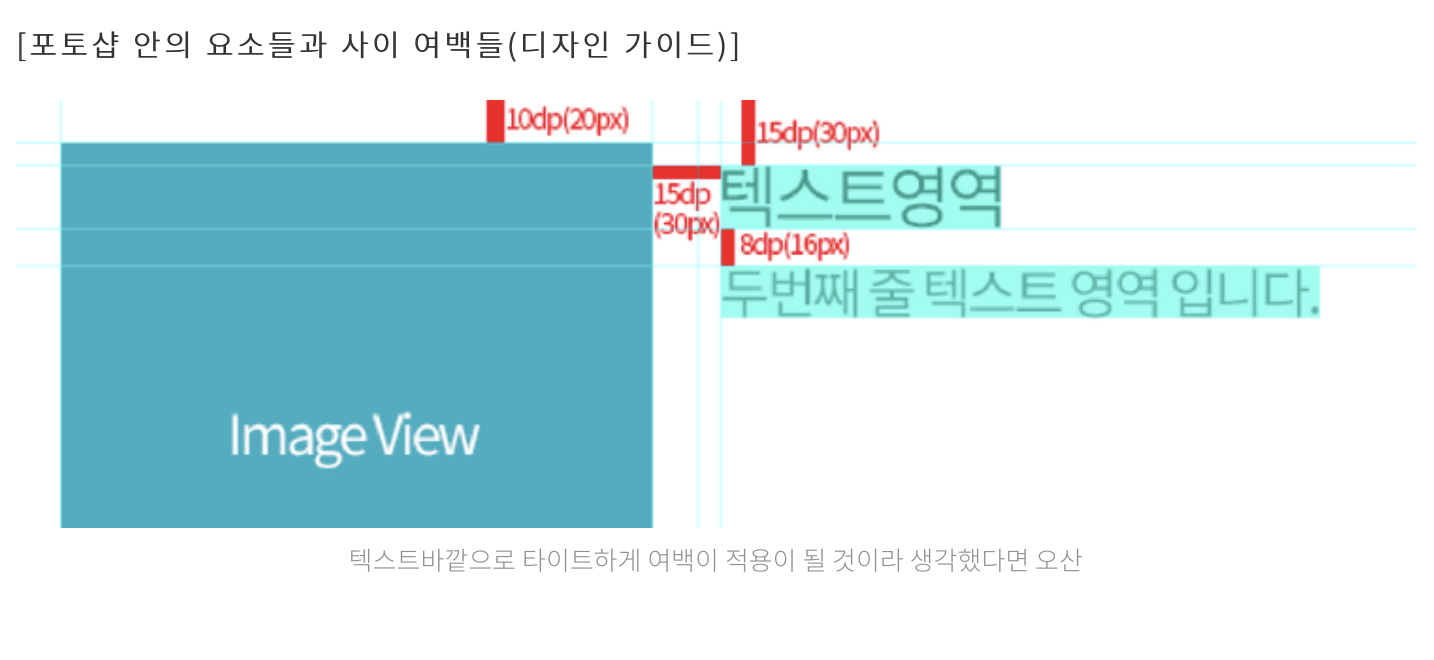 [포토샵 안의 요소들과 사이 여백들(디자인 가이드)]
10dp(20px)
15dp(30px)
15dp
(30px)
텍스트영역
8dp(16px)
두번째 줄 텍스트 영역 입니다.
Image View
텍스트바깥으로 타이트하게 여백이 적용이 될 것이라 생각했다면 오산